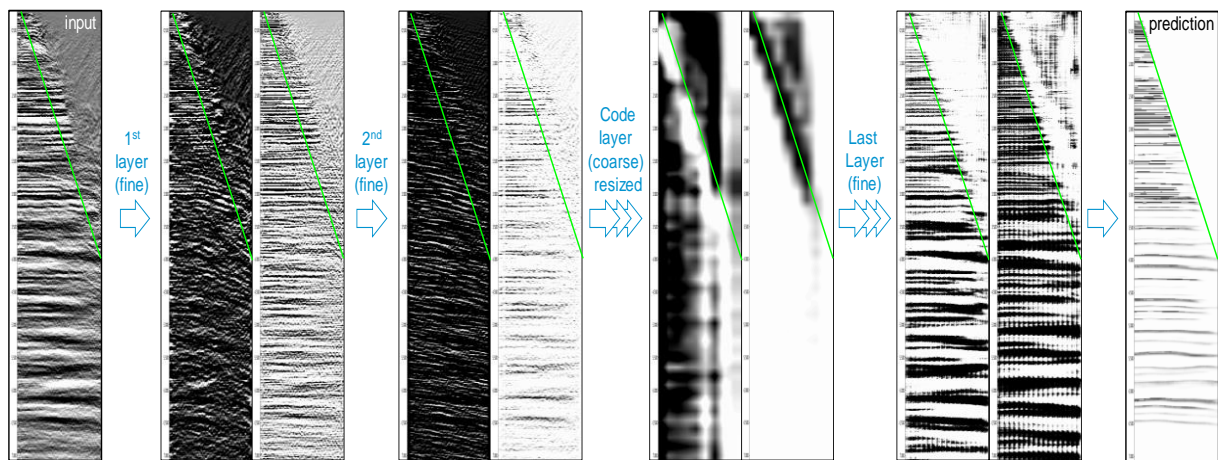 input
1st
layer
(fine)
2nd
layer
(fine)
Code
layer
(coarse)
resized
Last
Layer
(fine)
prediction